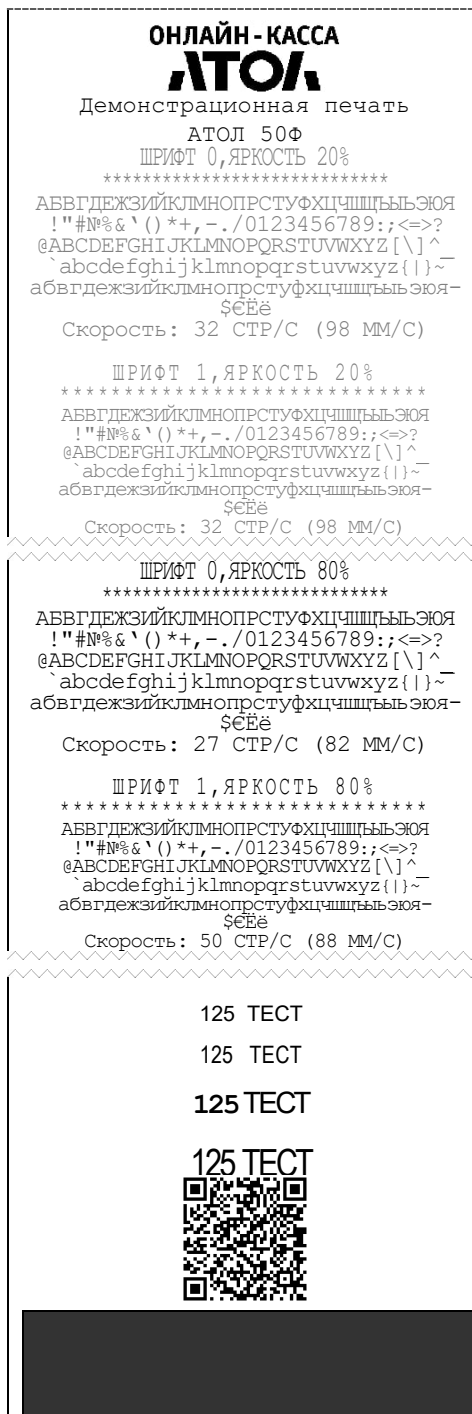 ОНЛАЙН-КАССА
АТОЛ
Демонстрационная печать
АТОЛ 50Ф
ШРИФТ 0,ЯРКОСТЬ 20%
*****************************
АБВГДЕЖЗИЙКЛМНОПРСТУФХЦЧШЩЪЫЬЭЮЯ
!"#№%&`()*+,-./0123456789:;<=>?
@ABCDEFGHIJKLMNOPQRSTUVWXYZ[\]^_
`abcdefghijklmnopqrstuvwxyz{|}~
абвгдежзийклмнопрстуфхцчшщъыьэюя-
$€Ёё
Скорость: 32 СТР/С (98 ММ/С)
ШРИФТ 1,ЯРКОСТЬ 20%
*****************************
АБВГДЕЖЗИЙКЛМНОПРСТУФХЦЧШЩЪЫЬЭЮЯ
!"#№%&`()*+,-./0123456789:;<=>?
@ABCDEFGHIJKLMNOPQRSTUVWXYZ[\]^_
`abcdefghijklmnopqrstuvwxyz{|}~
абвгдежзийклмнопрстуфхцчшщъыьэюя-
$€Ёё
Скорость: 32 СТР/С (98 ММ/С)
ШРИФТ 0,ЯРКОСТЬ 80%
*****************************
АБВГДЕЖЗИЙКЛМНОПРСТУФХЦЧШЩЪЫЬЭЮЯ
!"#№%&`()*+,-./0123456789:;<=>?
@ABCDEFGHIJKLMNOPQRSTUVWXYZ[\]^_
`abcdefghijklmnopqrstuvwxyz{|}~
абвгдежзийклмнопрстуфхцчшщъыьэюя-
$€Ёё
Скорость: 27 СТР/С (82 ММ/С)
ШРИФТ 1,ЯРКОСТЬ 80%
*****************************
АБВГДЕЖЗИЙКЛМНОПРСТУФХЦЧШЩЪЫЬЭЮЯ
!"#№%&`()*+,-./0123456789:;<=>?
@ABCDEFGHIJKLMNOPQRSTUVWXYZ[\]^_
`abcdefghijklmnopqrstuvwxyz{|}~
абвгдежзийклмнопрстуфхцчшщъыьэюя-
$€Ёё
Скорость: 50 СТР/С (88 ММ/С)
125 ТЕСТ
125 ТЕСТ
125 ТЕСТ
125 ТЕСТ